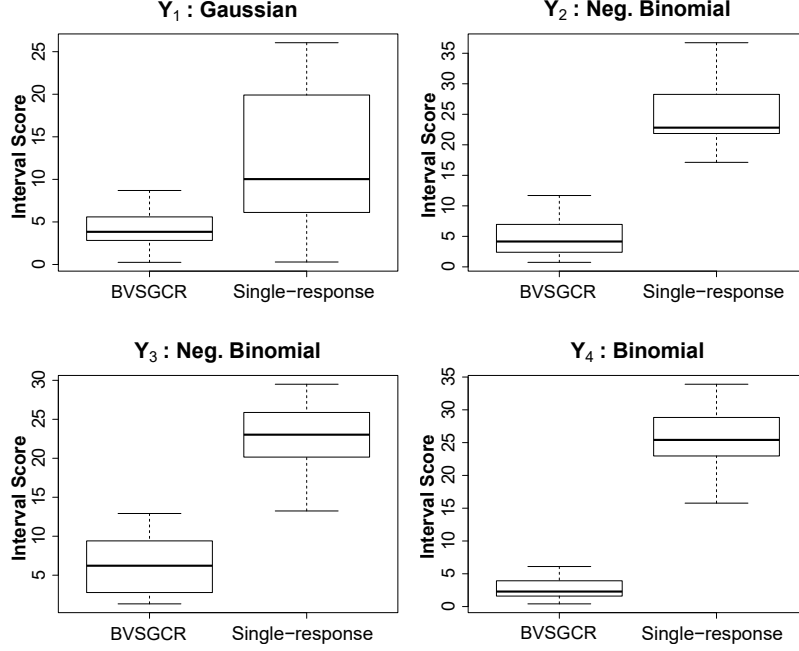 Y₁ : Gaussian
Interval Score
0 5 10 15 20 25
BVSGCR Single−response
Y₂ : Neg. Binomial
Interval Score
0 5 10 15 20 25 30 35
BVSGCR Single−response
Y₃ : Neg. Binomial
Interval Score
5 10 15 20 25 30
BVSGCR Single−response
Y₄ : Binomial
Interval Score
0 5 10 15 20 25 30 35
BVSGCR Single−response